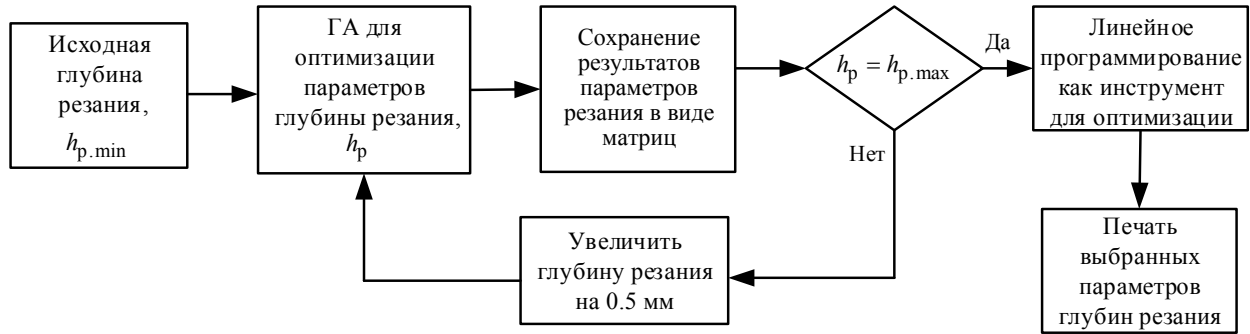 Исходная
глубина
резания,
hр.min
ГА для
оптимизации
параметров
глубины резания,
hр
Сохранение
результатов
параметров
резания в виде
матриц
hр = hр.max
Да
Нет
Линейное
программирование
как инструмент
для оптимизации
Увеличить
глубину резания
на 0.5 мм
Печать
выбранных
параметров
глубин резания